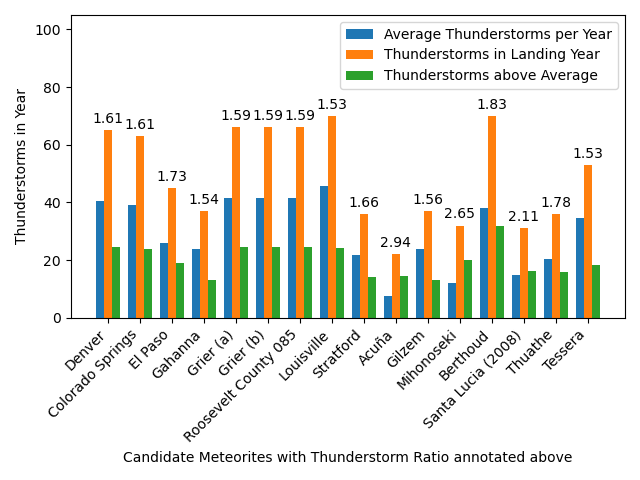 Average Thunderstorms per Year
Thunderstorms in Landing Year
Thunderstorms above Average
Thunderstorms in Year
100
80
60
40
20
0
1.61
1.61
1.73
1.54
1.59
1.59
1.59
1.53
1.66
2.94
1.56
2.65
1.83
2.11
1.78
1.53
Denver
Colorado Springs
El Paso
Gahanna
Grier (a)
Grier (b)
Roosevelt County 085
Louisville
Stratford
Acuña
Gilzem
Mihonoseki
Berthoud
Santa Lucia (2008)
Thuathe
Tessera
Candidate Meteorites with Thunderstorm Ratio annotated above